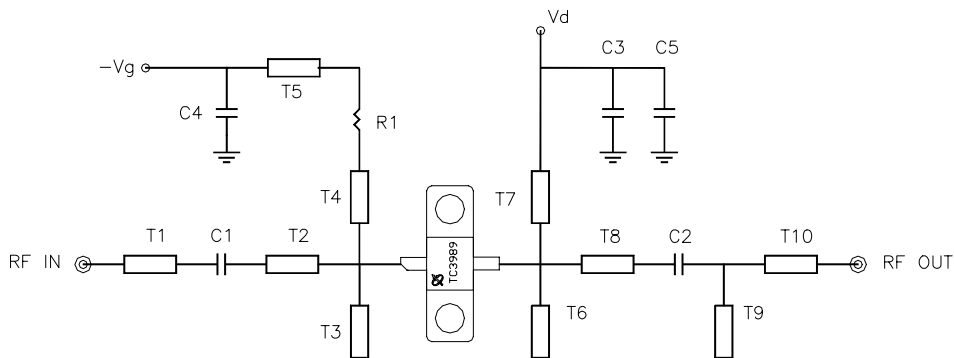 Vd
C3
C5
-Vg
T5
C4
R1
T4
T7
T1
C1
T2
TC3989
T8
C2
T10
RF IN
RF OUT
T3
T6
T9